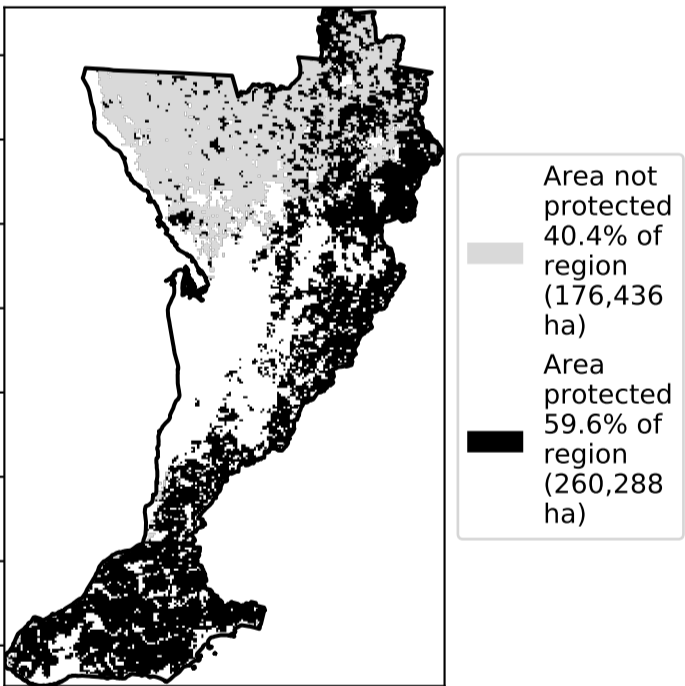 Area not
protected
40.4% of
region
(176,436
ha)
Area
protected
59.6% of
region
(260,288
ha)